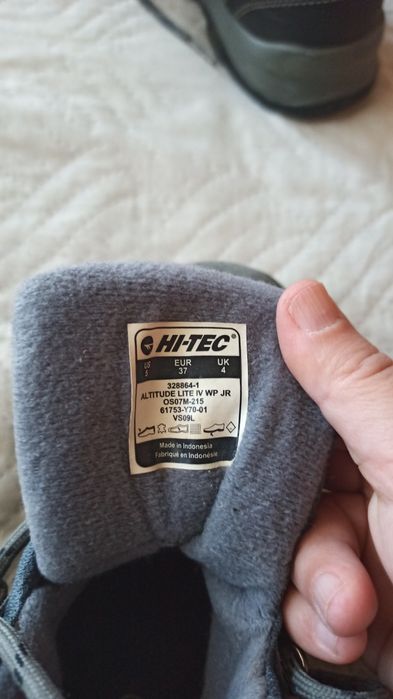 HI-TEC
US EUR UK
5 37 4
328864-1
ALTITUDE LITE IV WP JR
OS07M-215
61753-Y70-01
VS09L
Made in Indonesia
Fabriqué en Indonésie